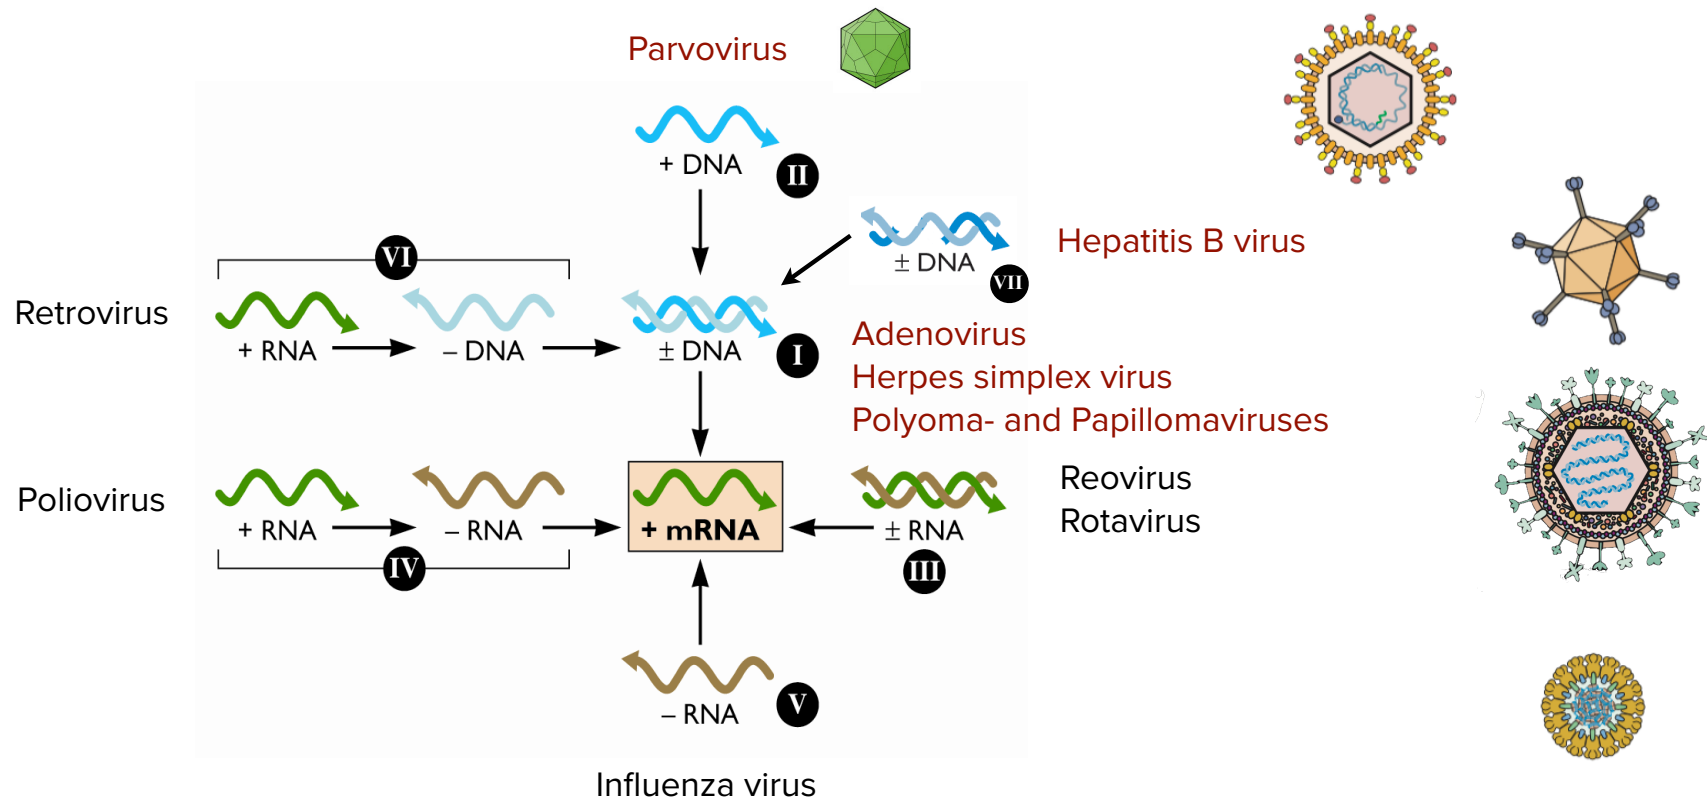 Parvovirus
+ DNA
II
± DNA
VII
Hepatitis B virus
VI
Retrovirus
+ RNA
– DNA
± DNA
I
Adenovirus
Herpes simplex virus
Polyoma- and Papillomaviruses
Poliovirus
+ RNA
– RNA
IV
+ mRNA
± RNA
III
Reovirus
Rotavirus
– RNA
V
Influenza virus